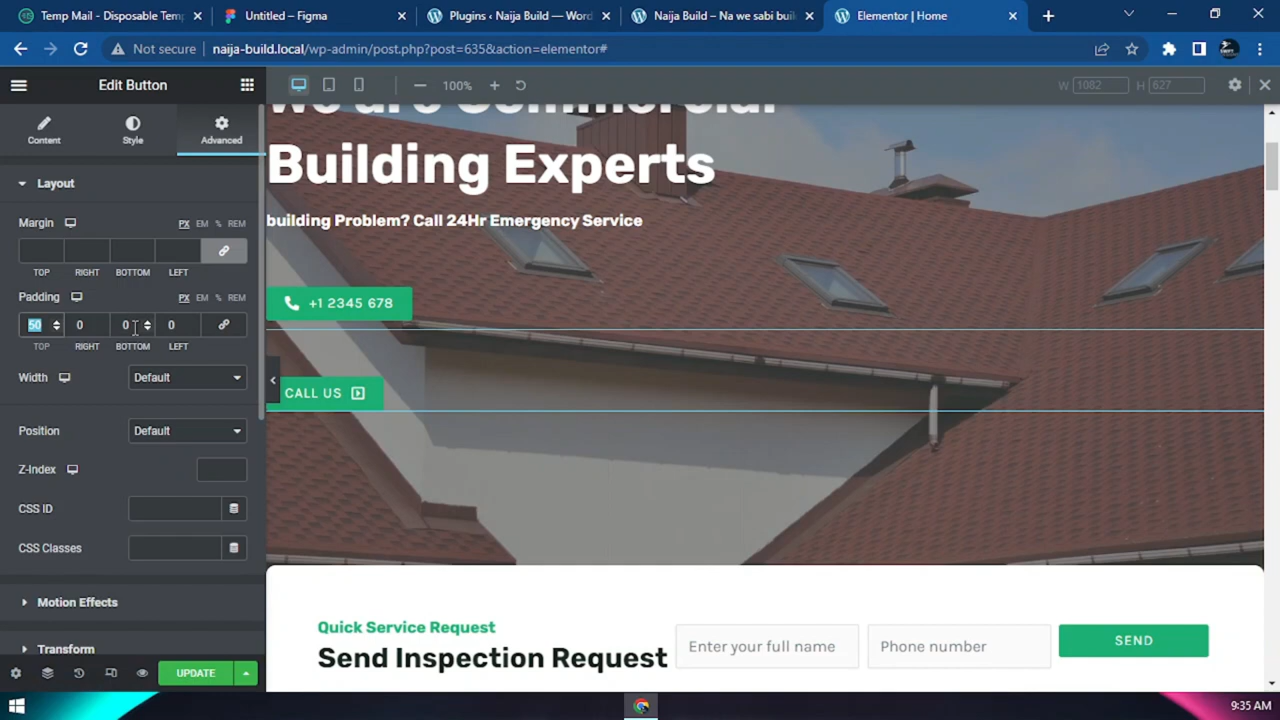 Temp Mail - Disposable Temp
Untitled – Figma
Plugins ‹ Naija Build — Word
Naija Build – Na we sabi buil
Elementor | Home
Not secure
naija-build.local/wp-admin/post.php?post=635&action=elementor#
Edit Button
100%
W 1082 H 627
Content
Style
Advanced
Layout
Margin
PX EM % REM
TOP RIGHT BOTTOM LEFT
Padding
PX EM % REM
50 0 0 0
TOP RIGHT BOTTOM LEFT
Width
Default
Position
Default
Z-Index
CSS ID
CSS Classes
Motion Effects
Transform
UPDATE
We are Commercial
Building Experts
building Problem? Call 24Hr Emergency Service
+1 2345 678
CALL US
Quick Service Request
Send Inspection Request
Enter your full name
Phone number
SEND
9:35 AM